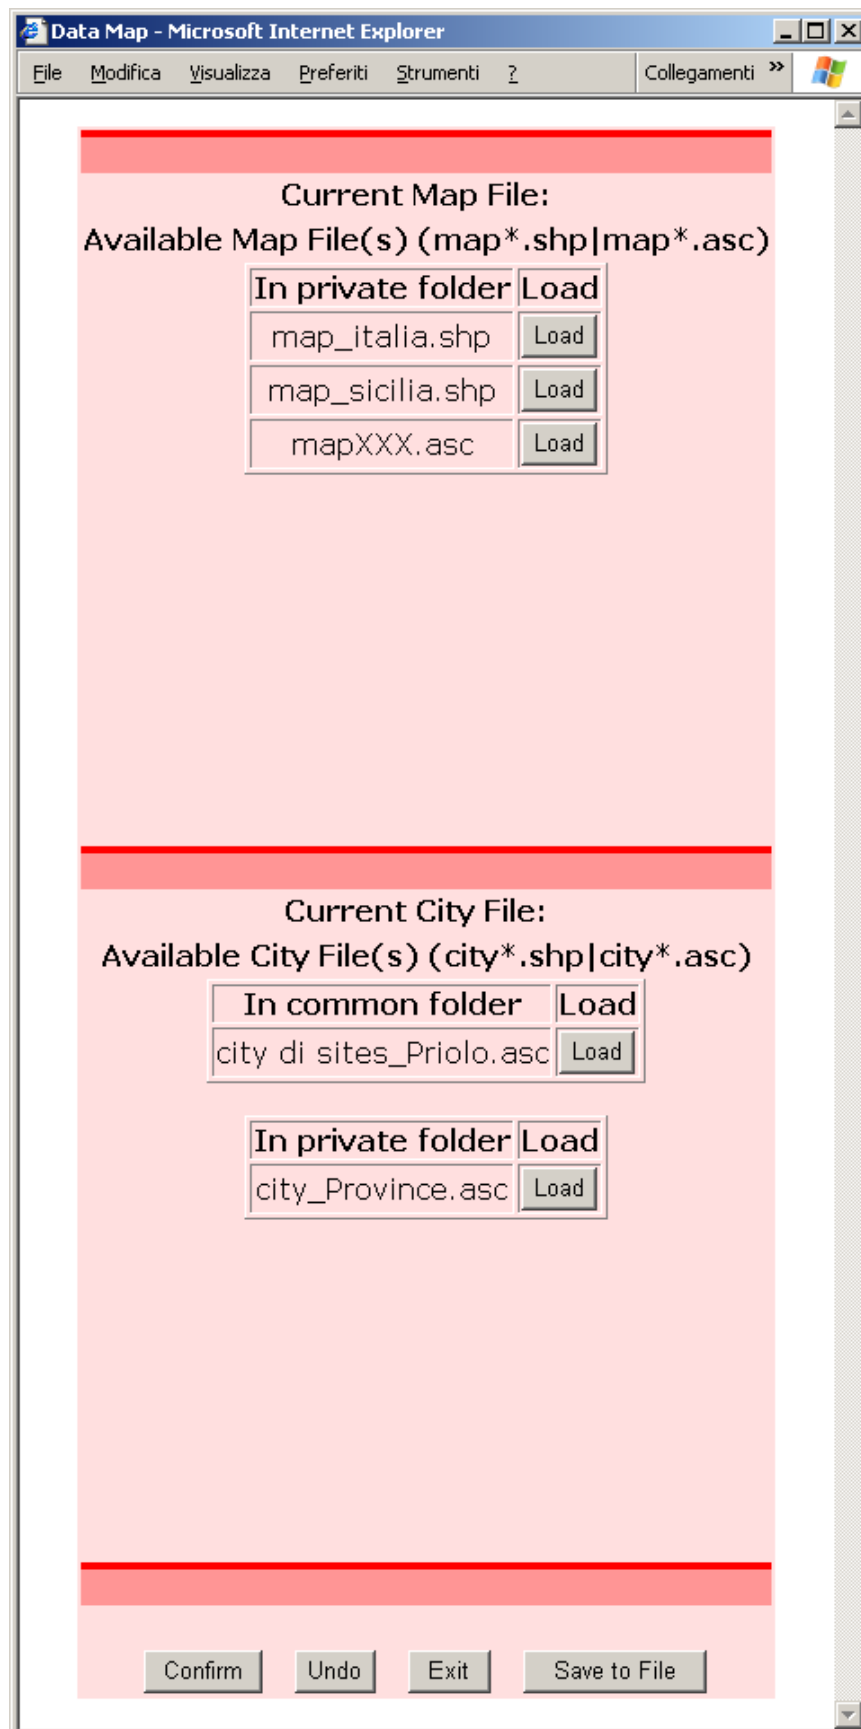 Data Map - Microsoft Internet Explorer
File Modifica Visualizza Preferiti Strumenti ? Collegamenti »
Current Map File:
Available Map File(s) (map*.shp|map*.asc)
In private folder Load
map_italia.shp Load
map_sicilia.shp Load
mapXXX.asc Load
Current City File:
Available City File(s) (city*.shp|city*.asc)
In common folder Load
city di sites_Priolo.asc Load
In private folder Load
city_Province.asc Load
Confirm Undo Exit Save to File